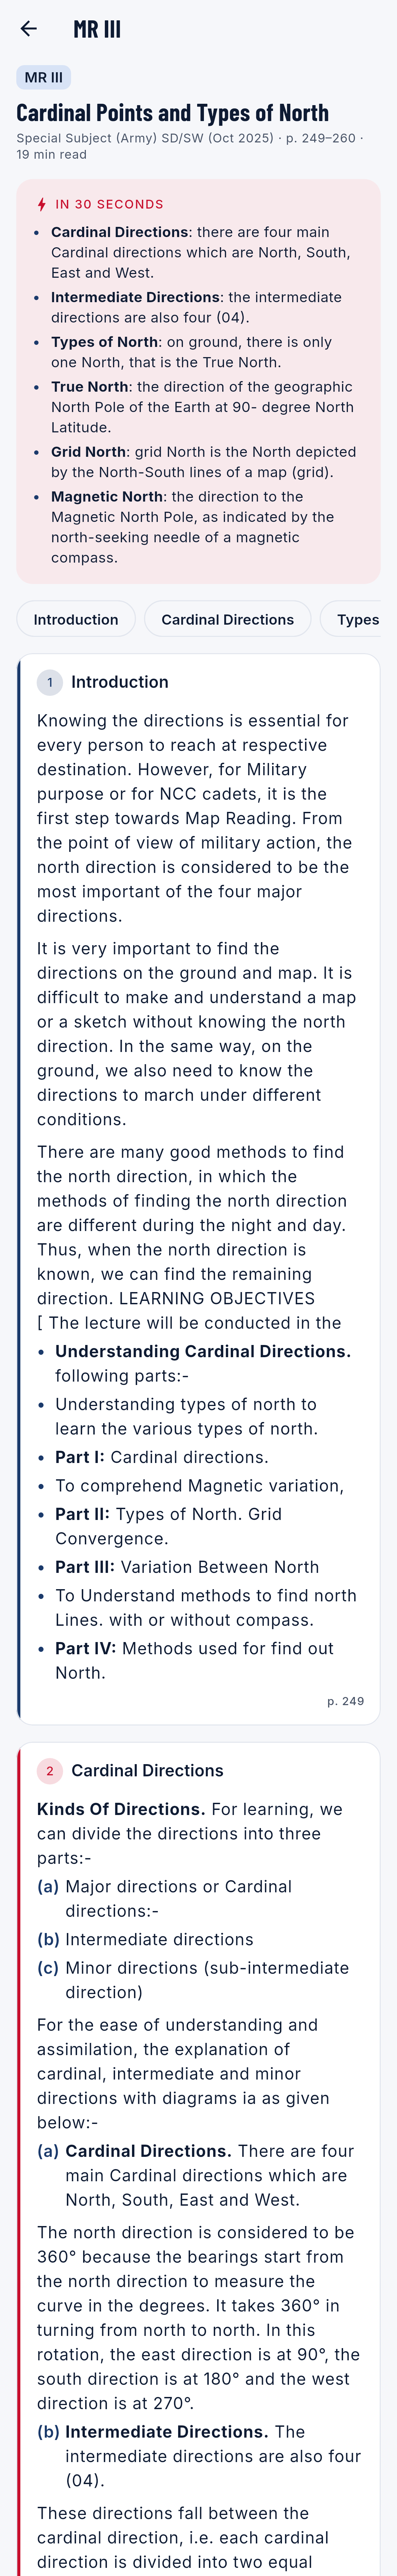 MR III
MR III
Cardinal Points and Types of North
Special Subject (Army) SD/SW (Oct 2025) · p. 249–260 ·
19 min read
IN 30 SECONDS
• Cardinal Directions: there are four main
Cardinal directions which are North, South,
East and West.
• Intermediate Directions: the intermediate
directions are also four (04).
• Types of North: on ground, there is only
one North, that is the True North.
• True North: the direction of the geographic
North Pole of the Earth at 90- degree North
Latitude.
• Grid North: grid North is the North depicted
by the North-South lines of a map (grid).
• Magnetic North: the direction to the
Magnetic North Pole, as indicated by the
north-seeking needle of a magnetic
compass.
Introduction
Cardinal Directions
Types
1 Introduction
Knowing the directions is essential for
every person to reach at respective
destination. However, for Military
purpose or for NCC cadets, it is the
first step towards Map Reading. From
the point of view of military action, the
north direction is considered to be the
most important of the four major
directions.
It is very important to find the
directions on the ground and map. It is
difficult to make and understand a map
or a sketch without knowing the north
direction. In the same way, on the
ground, we also need to know the
directions to march under different
conditions.
There are many good methods to find
the north direction, in which the
methods of finding the north direction
are different during the night and day.
Thus, when the north direction is
known, we can find the remaining
direction. LEARNING OBJECTIVES
[ The lecture will be conducted in the
• Understanding Cardinal Directions.
following parts:-
• Understanding types of north to
learn the various types of north.
• Part I: Cardinal directions.
• To comprehend Magnetic variation,
• Part II: Types of North. Grid
Convergence.
• Part III: Variation Between North
• To Understand methods to find north
Lines. with or without compass.
• Part IV: Methods used for find out
North.
p. 249
2 Cardinal Directions
Kinds Of Directions. For learning, we
can divide the directions into three
parts:-
(a) Major directions or Cardinal
directions:-
(b) Intermediate directions
(c) Minor directions (sub-intermediate
direction)
For the ease of understanding and
assimilation, the explanation of
cardinal, intermediate and minor
directions with diagrams ia as given
below:-
(a) Cardinal Directions. There are four
main Cardinal directions which are
North, South, East and West.
The north direction is considered to be
360° because the bearings start from
the north direction to measure the
curve in the degrees. It takes 360° in
turning from north to north. In this
rotation, the east direction is at 90°, the
south direction is at 180° and the west
direction is at 270°.
(b) Intermediate Directions. The
intermediate directions are also four
(04).
These directions fall between the
cardinal direction, i.e. each cardinal
direction is divided into two equal